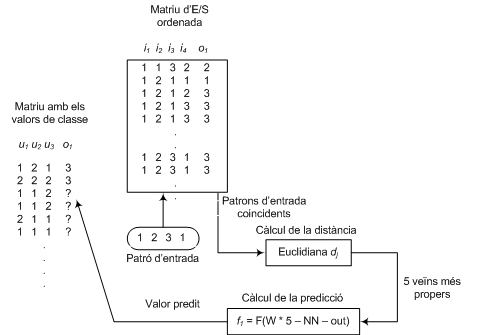 Matriu d'E/S
ordenada
i1 i2 i3 i4 o1
1 1 3 2 2
1 2 1 1 1
1 2 1 2 3
1 2 1 3 3
1 2 1 3 3
.
.
1 2 3 1 3
1 2 3 1 3
.
.
Matriu amb els
valors de classe
u1 u2 u3 o1
1 2 1 3
2 2 2 3
1 1 2 ?
1 1 2 ?
2 1 1 ?
1 1 1 ?
.
.
.
.
1 2 3 1
Patró d'entrada
Patrons d'entrada
coincidents
Càlcul de la distància
Euclidiana dj
5 veïns més
propers
Càlcul de la predicció
f1 = F(W * 5 – NN – out)
Valor predit